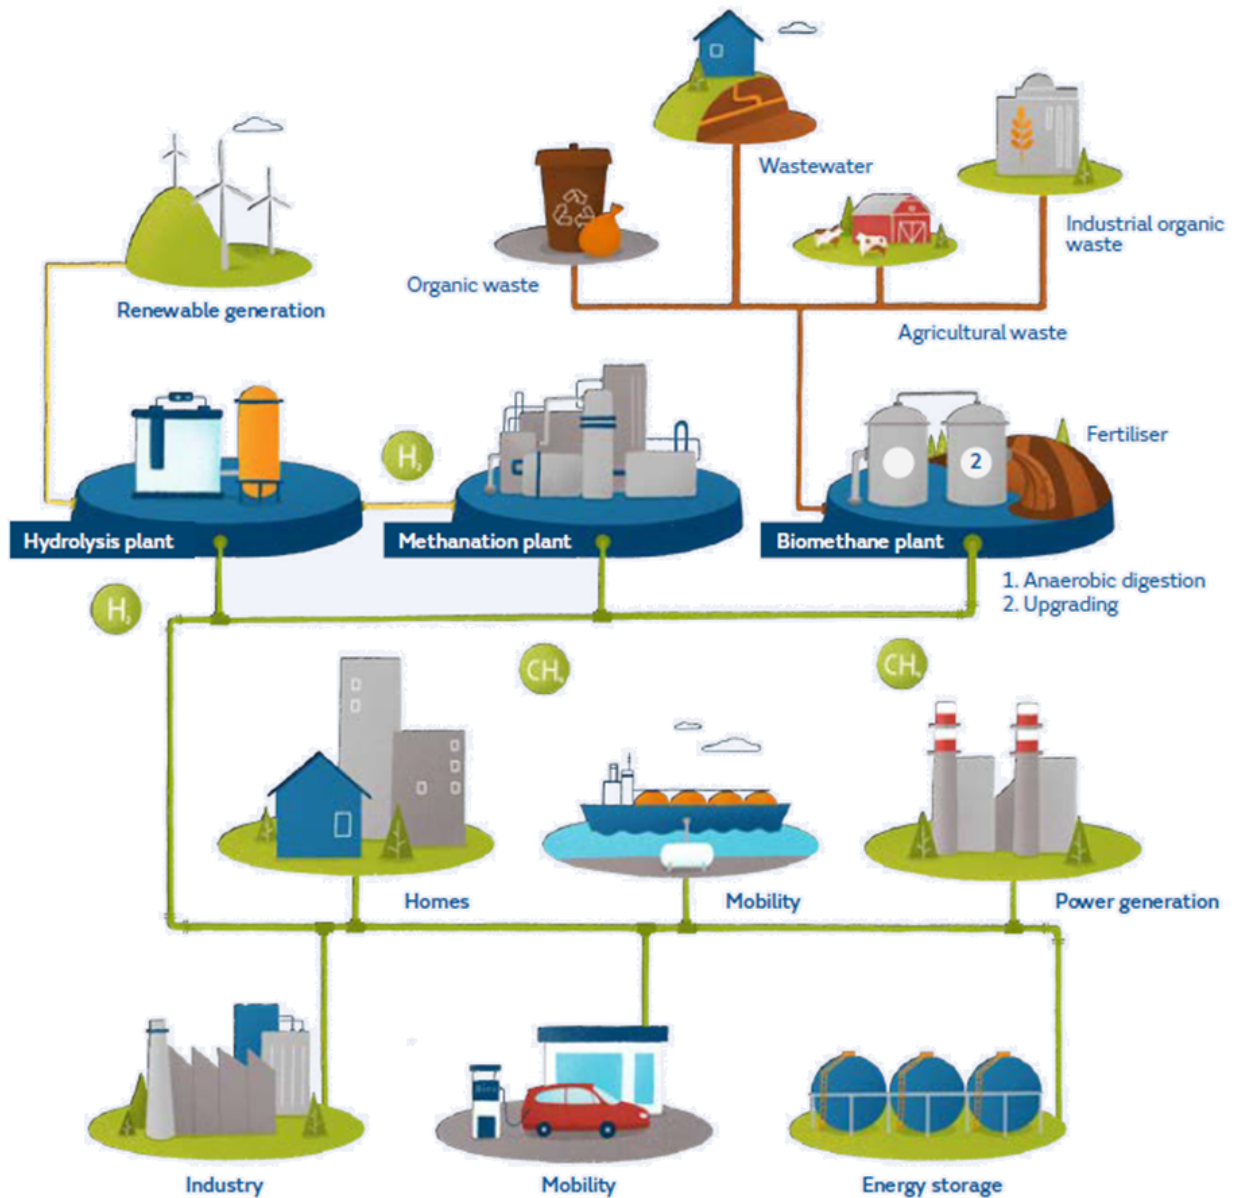 Wastewater
Industrial organic
waste
Organic waste
Renewable generation
Agricultural waste
Fertiliser
H₂
2
Hydrolysis plant
Methanation plant
Biomethane plant
1. Anaerobic digestion
2. Upgrading
H₂
CH₄
CH₄
Homes
Mobility
Power generation
Industry
Mobility
Energy storage